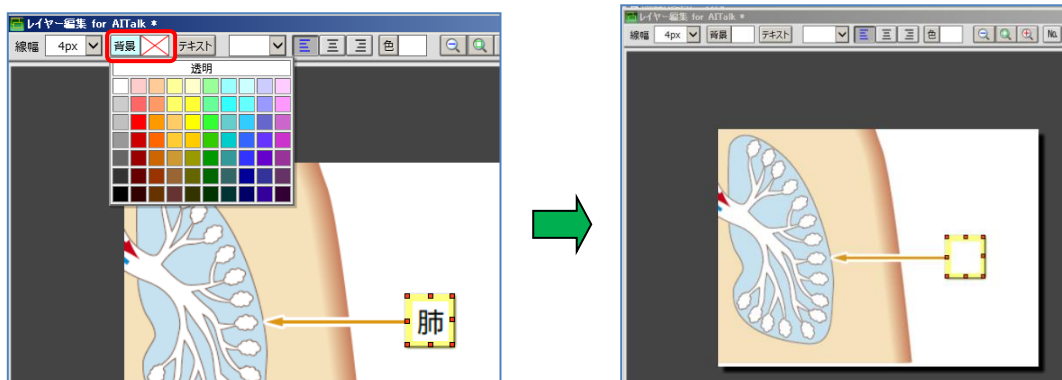 レイヤー編集 for AITalk *
線幅 4px 背景 テキスト 色
透明
肺
レイヤー編集 for AITalk *
線幅 4px 背景 テキスト 色 No.